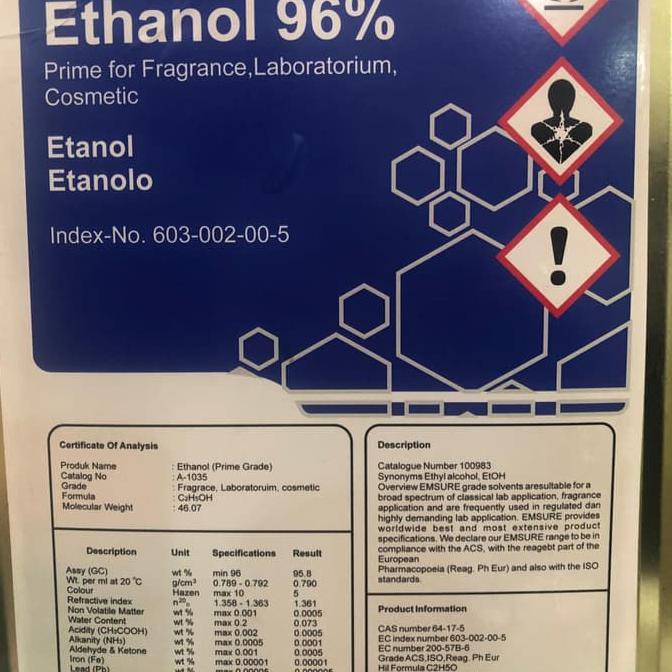 Ethanol 96%
Prime for Fragrance,Laboratorium,
Cosmetic
Etanol
Etanolo
Index-No. 603-002-00-5
Certificate Of Analysis
Produk Name : Ethanol (Prime Grade)
Catalog No : A-1035
Grade : Fragrace, Laboratoruim, cosmetic
Formula : C₂H₅OH
Molecular Weight : 46.07
Description Unit Specifications Result
Assy (GC) wt % min 96 95.8
Wt. per ml at 20 °C g/cm³ 0.789 - 0.792 0.790
Colour Hazen max 10 5
Refractive index n²⁰ᴅ 1.358 - 1.363 1.361
Non Volatile Matter wt % max 0.001 0.0005
Water Content wt % max 0.2 0.073
Acidity (CH₃COOH) wt % max 0.002 0.0005
Alkanity (NH₃) wt % max 0.0005 0.0001
Aldehyde & Ketone wt % max 0.001 0.0005
Iron (Fe) wt % max 0.00001 0.00001
Lead (Pb) wt %
Description
Catalogue Number 100983
Synonyms Ethyl alcohol, EtOH
Overview EMSURE grade solvents aresultable for a
broad spectrum of classical lab application, fragrance
application and are frequently used in regulated dan
highly demanding lab application. EMSURE provides
worldwide best and most extensive product
specifications. We declare our EMSURE range to be in
compliance with the ACS, with the reagebt part of the
European
Pharmacopoeia (Reag. Ph Eur) and also with the ISO
standards.
Product Information
CAS number 64-17-5
EC index number 603-002-00-5
EC number 200-57B-6
Grade ACS,ISO,Reag. Ph Eur
Hil Formula C2H5O